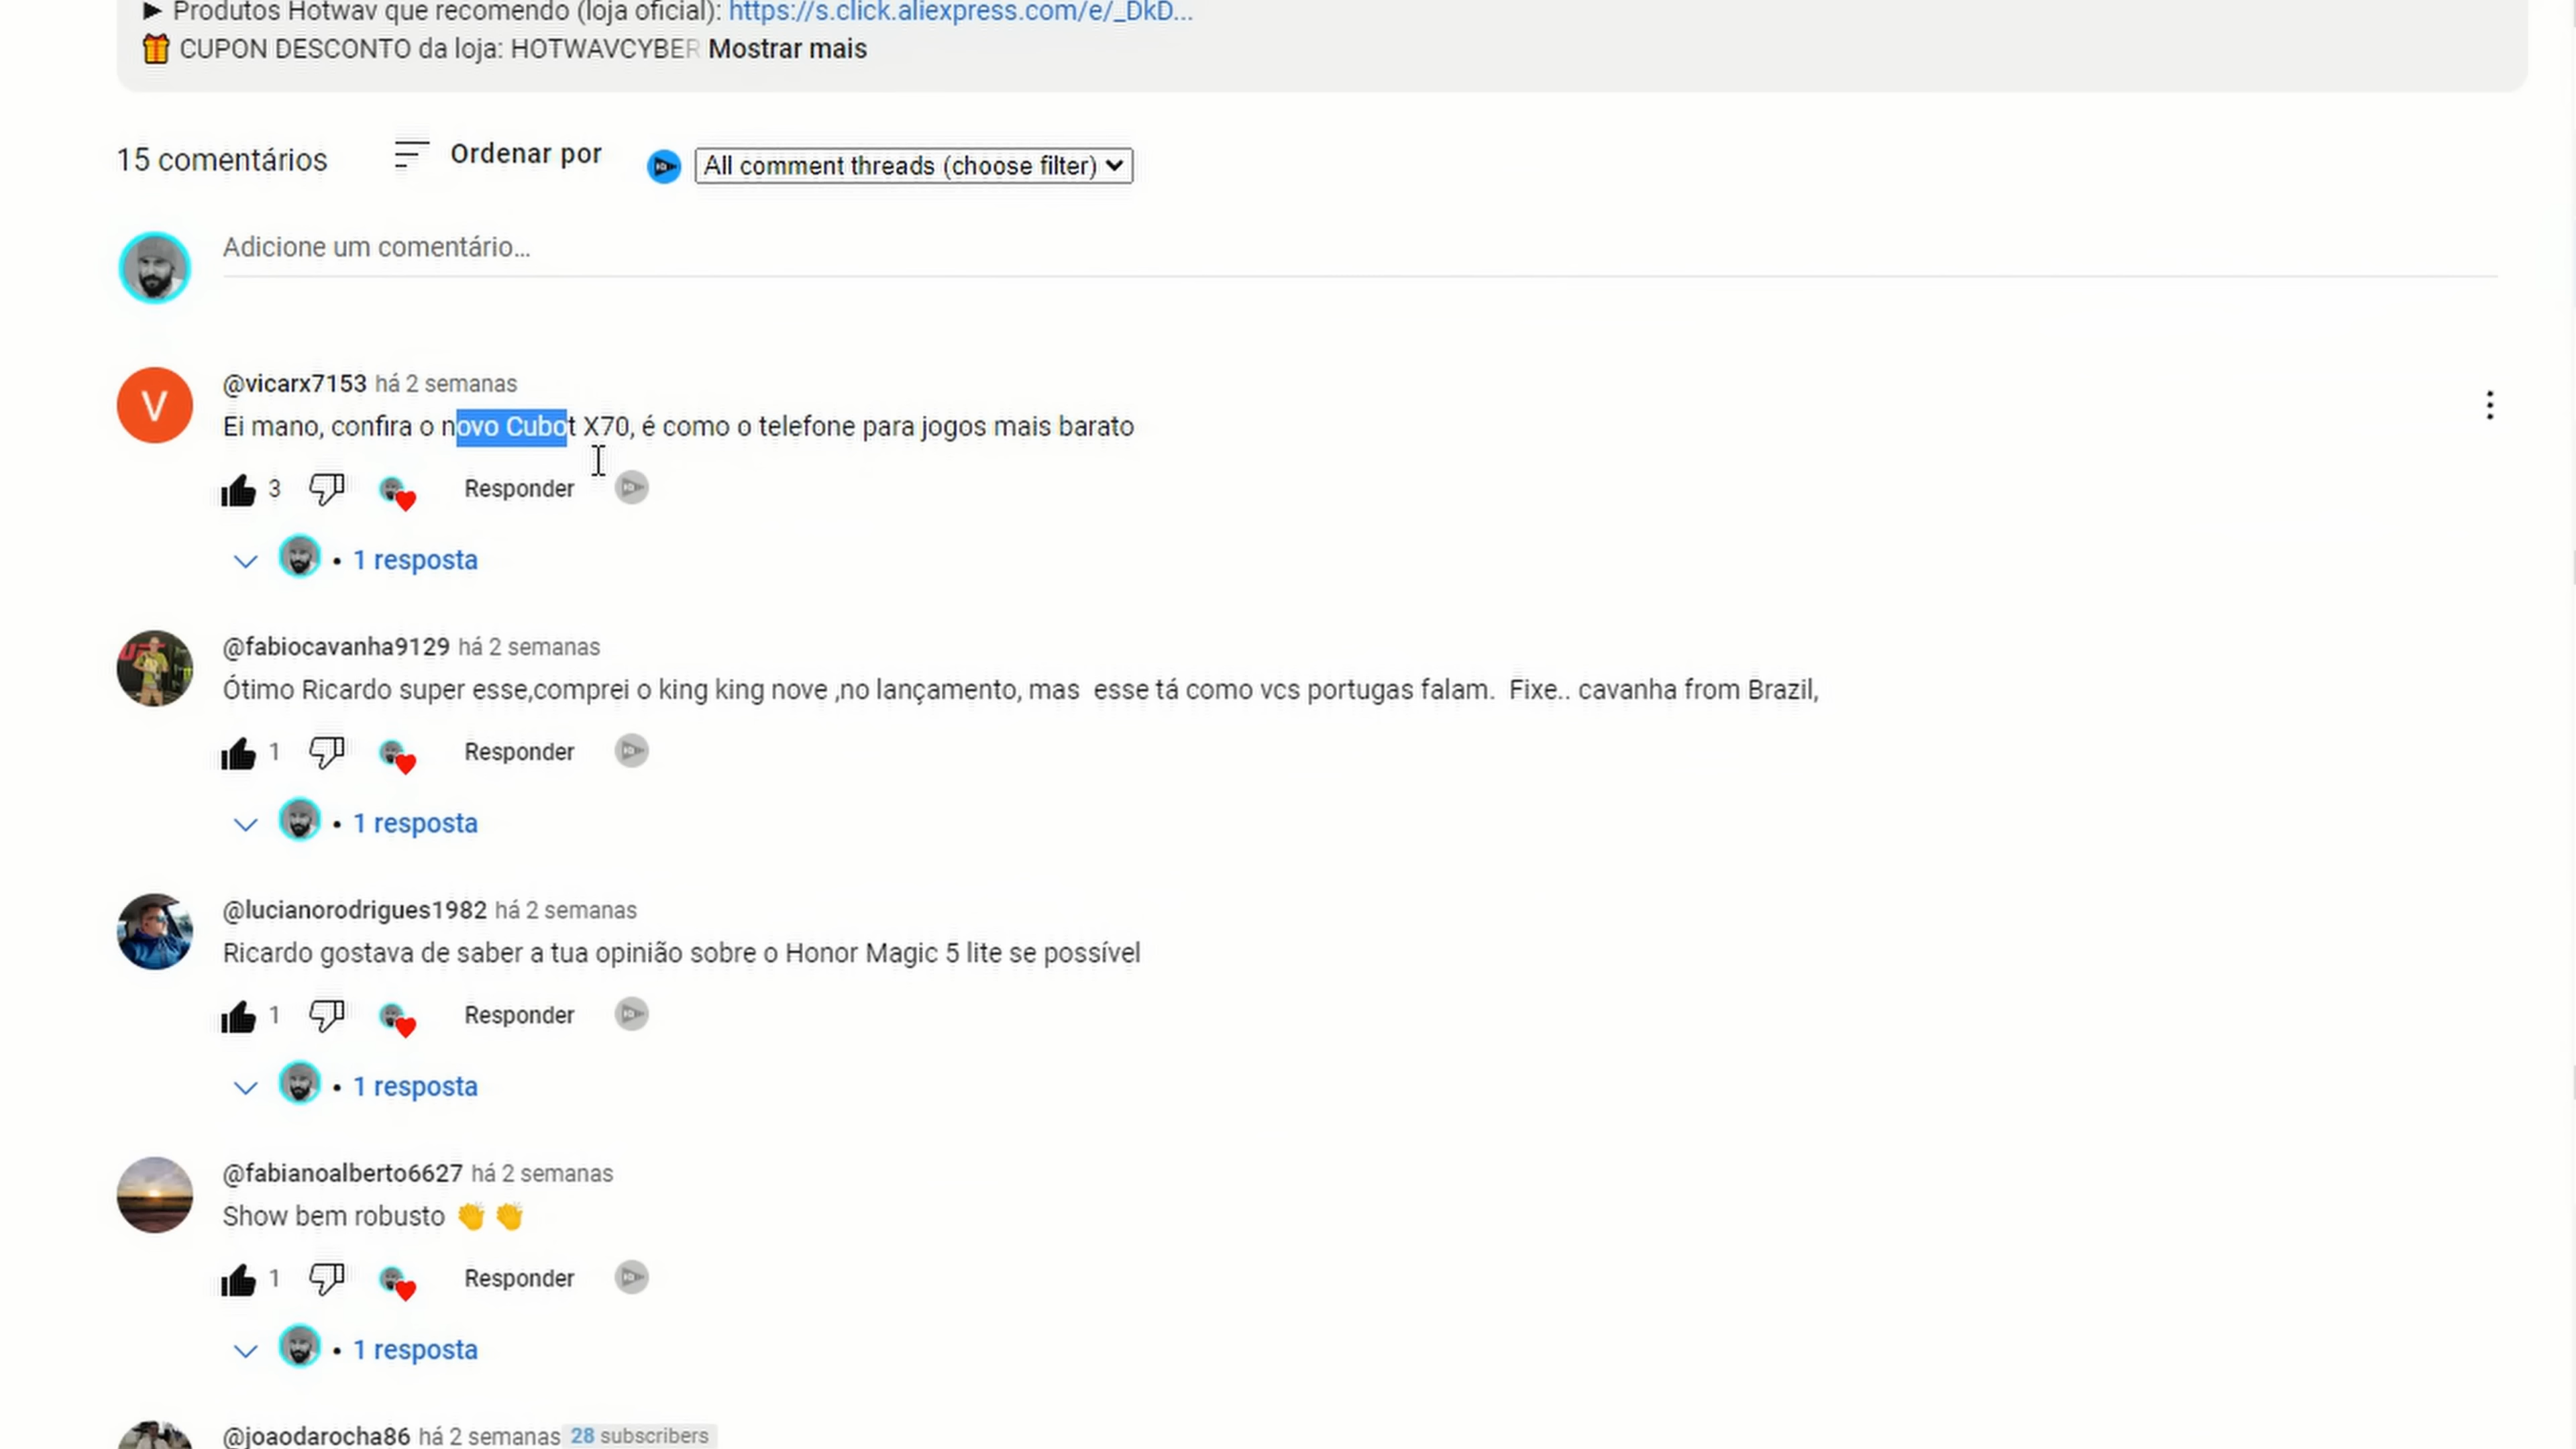 ► Produtos Hotwav que recomendo (loja oficial): https://s.click.aliexpress.com/e/_DkD...
🎁 CUPON DESCONTO da loja: HOTWAVCYBER Mostrar mais
15 comentários Ordenar por All comment threads (choose filter)
Adicione um comentário...
V
@vicarx7153 há 2 semanas
Ei mano, confira o novo Cubot X70, é como o telefone para jogos mais barato
3 Responder
• 1 resposta
@fabiocavanha9129 há 2 semanas
Ótimo Ricardo super esse,comprei o king king nove ,no lançamento, mas esse tá como vcs portugas falam. Fixe.. cavanha from Brazil,
1 Responder
• 1 resposta
@lucianorodrigues1982 há 2 semanas
Ricardo gostava de saber a tua opinião sobre o Honor Magic 5 lite se possível
1 Responder
• 1 resposta
@fabianoalberto6627 há 2 semanas
Show bem robusto 👏 👏
1 Responder
• 1 resposta
@joaodarocha86 há 2 semanas 28 subscribers